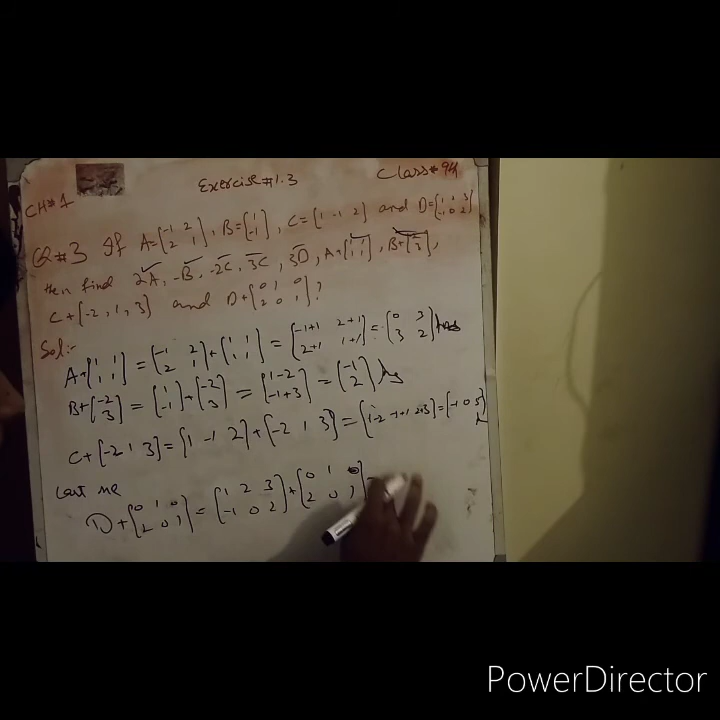 CH#1 Exercise#1.3 Class#9th
Q#3 If A=[-1 2; 2 1], B=[1; -1], C=[1 -1 2] and D=[1 2 3; -1 0 2]
then find 2A, -B, -2C, 3C, 3D, A+[1 1; 1 1], B+[-2; 3],
C+[-2, 1, 3] and D+[0 1 0; 2 0 1]?
Sol:-
A+[1 1; 1 1] = [-1 2; 2 1]+[1 1; 1 1] = [-1+1 2+1; 2+1 1+1] = [0 3; 3 2] Ans
B+[-2; 3] = [1; -1]+[-2; 3] = [1-2; -1+3] = [-1; 2]
C+[-2 1 3] = [1 -1 2]+[-2 1 3] = [1-2 -1+1 2+3] = [-1 0 5]
Last me
D+[0 1 0; 2 0 1] = [1 2 3; -1 0 2]+[0 1 0; 2 0 1] =
PowerDirector